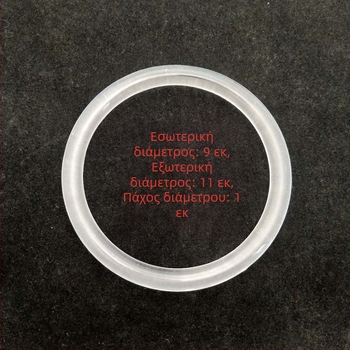 Εσωτερική
διάμετρος: 9 εκ,
Εξωτερική
διάμετρος: 11 εκ,
Πάχος διάμετρου: 1
εκ